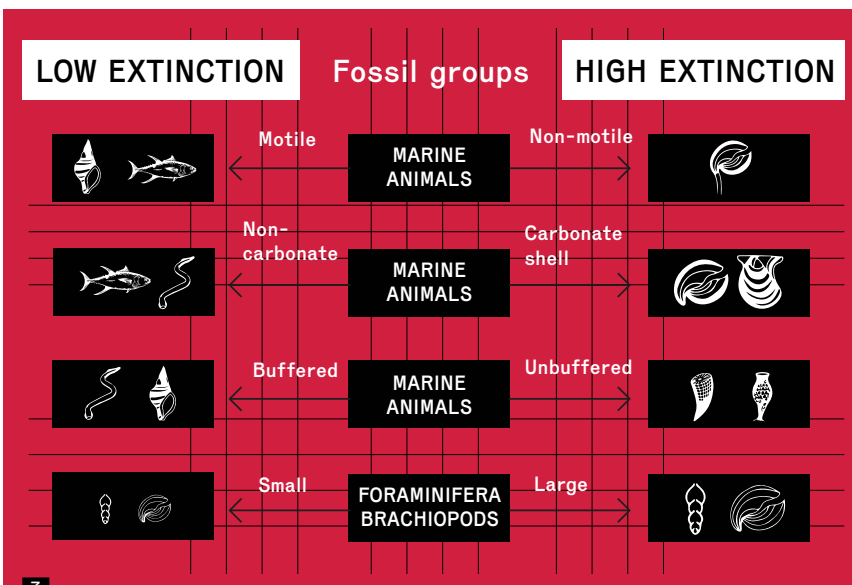 LOW EXTINCTION
Fossil groups
HIGH EXTINCTION
Motile
MARINE
ANIMALS
Non-motile
Non-
carbonate
MARINE
ANIMALS
Carbonate
shell
Buffered
MARINE
ANIMALS
Unbuffered
Small
FORAMINIFERA
BRACHIOPODS
Large